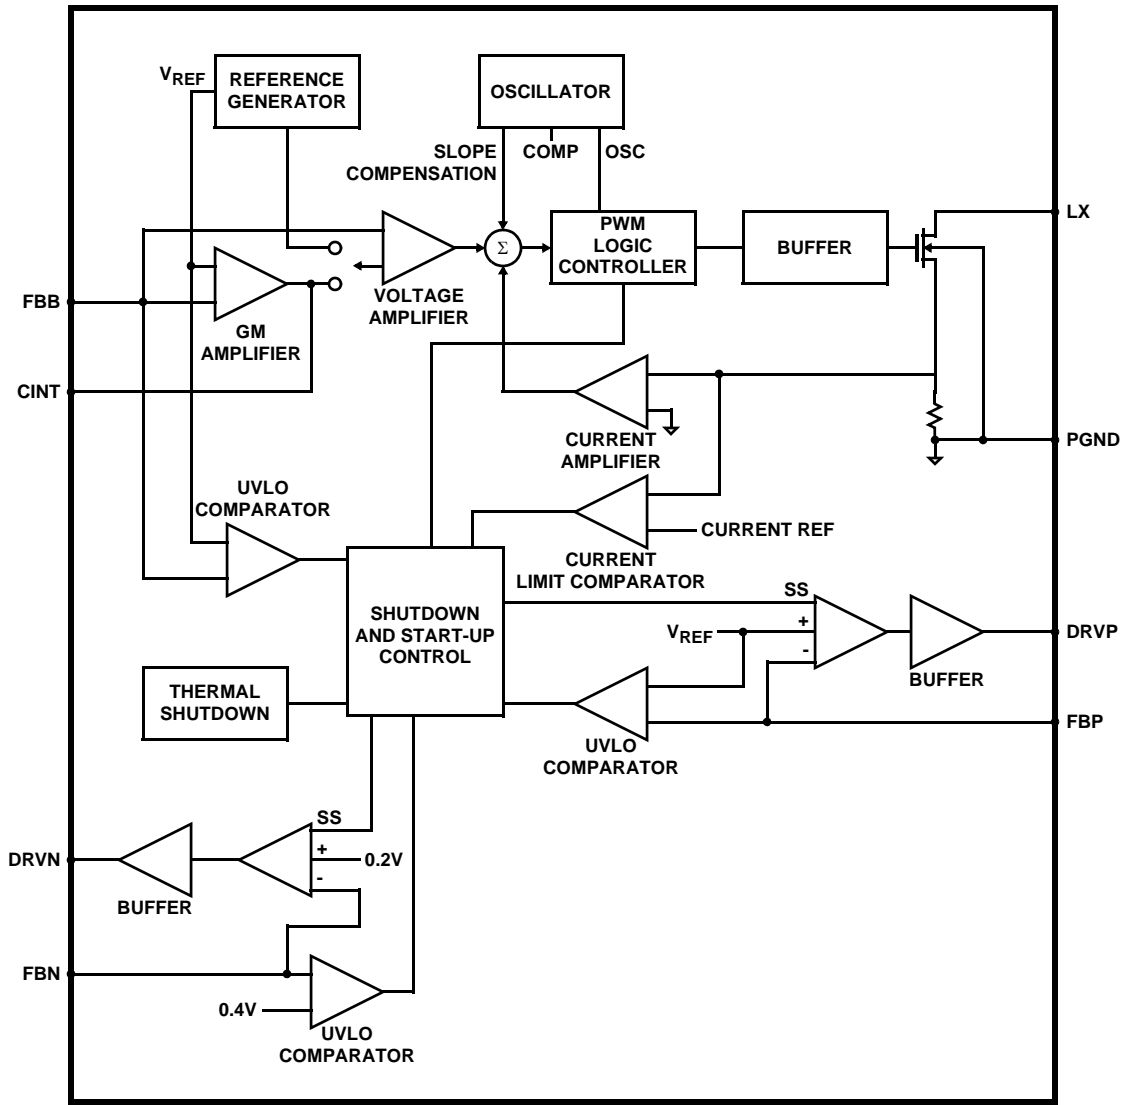 VREF
REFERENCE
GENERATOR
OSCILLATOR
SLOPE
COMPENSATION
COMP
OSC
LX
PWM
LOGIC
CONTROLLER
BUFFER
Σ
FBB
GM
AMPLIFIER
VOLTAGE
AMPLIFIER
CINT
CURRENT
AMPLIFIER
PGND
UVLO
COMPARATOR
CURRENT REF
CURRENT
LIMIT COMPARATOR
SHUTDOWN
AND START-UP
CONTROL
SS
+
-
VREF
DRVP
BUFFER
THERMAL
SHUTDOWN
FBP
UVLO
COMPARATOR
SS
+
-
0.2V
DRVN
BUFFER
FBN
0.4V
UVLO
COMPARATOR